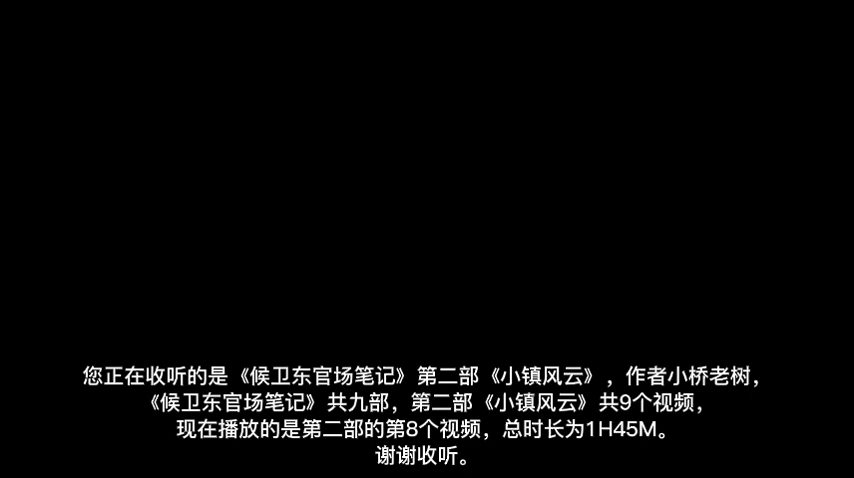 您正在收听的是《候卫东官场笔记》第二部《小镇风云》，作者小桥老树，
《候卫东官场笔记》共九部，第二部《小镇风云》共9个视频，
现在播放的是第二部的第8个视频，总时长为1H45M。
谢谢收听。